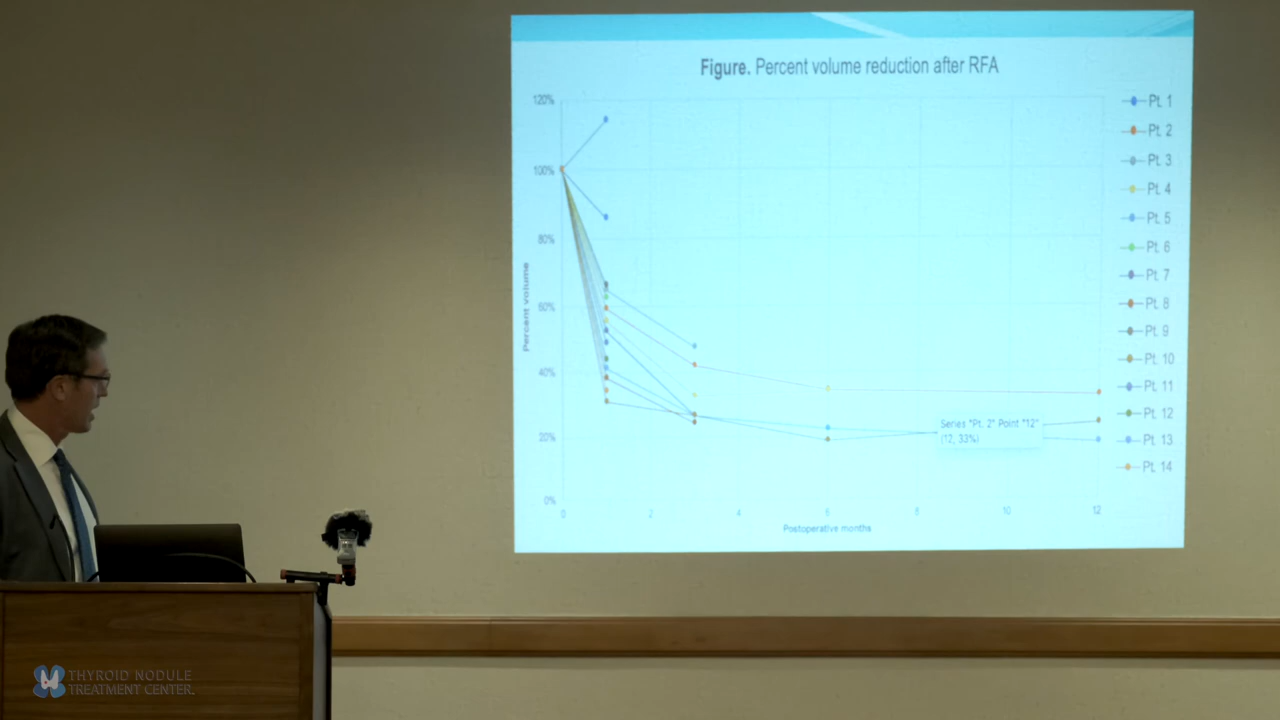 Figure. Percent volume reduction after RFA
120%
100%
80%
60%
40%
20%
0%
Percent volume
0 2 4 6 8 10 12
Postoperative months
Series "Pt. 2" Point "12"
(12, 33%)
Pt. 1
Pt. 2
Pt. 3
Pt. 4
Pt. 5
Pt. 6
Pt. 7
Pt. 8
Pt. 9
Pt. 10
Pt. 11
Pt. 12
Pt. 13
Pt. 14
THYROID NODULE
TREATMENT CENTER.